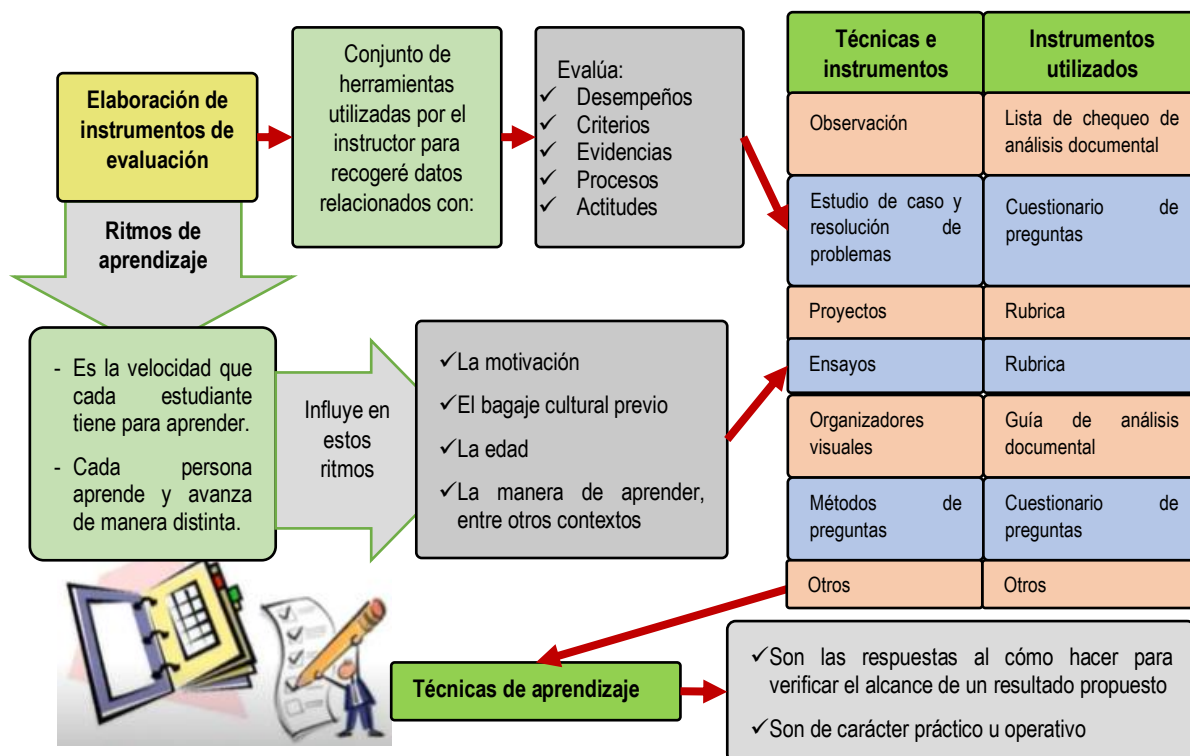 Elaboración de
instrumentos de
evaluación
Conjunto de
herramientas
utilizadas por el
instructor para
recogeré datos
relacionados con:
Evalúa:
✓ Desempeños
✓ Criterios
✓ Evidencias
✓ Procesos
✓ Actitudes
Técnicas e
instrumentos
Instrumentos
utilizados
Observación
Lista de chequeo de
análisis documental
Estudio de caso y
resolución de
problemas
Cuestionario de
preguntas
Proyectos
Rubrica
Ensayos
Rubrica
Organizadores
visuales
Guía de análisis
documental
Métodos de
preguntas
Cuestionario de
preguntas
Otros
Otros
Ritmos de
aprendizaje
- Es la velocidad que
cada estudiante
tiene para aprender.
- Cada persona
aprende y avanza
de manera distinta.
Influye en
estos
ritmos
✓La motivación
✓El bagaje cultural previo
✓La edad
✓La manera de aprender,
entre otros contextos
Técnicas de aprendizaje
✓Son las respuestas al cómo hacer para
verificar el alcance de un resultado propuesto
✓Son de carácter práctico u operativo